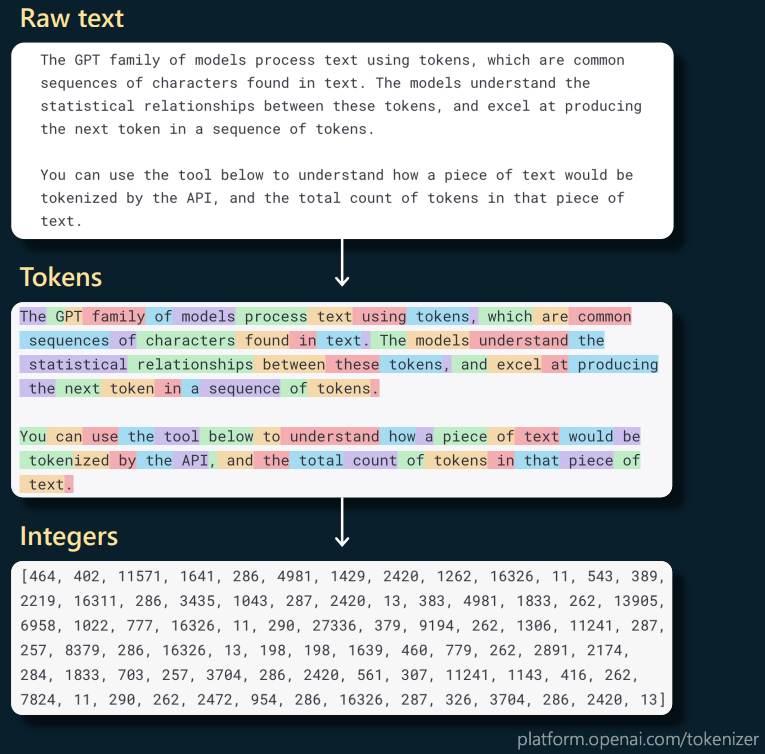 Raw text
The GPT family of models process text using tokens, which are common
sequences of characters found in text. The models understand the
statistical relationships between these tokens, and excel at producing
the next token in a sequence of tokens.
You can use the tool below to understand how a piece of text would be
tokenized by the API, and the total count of tokens in that piece of
text.
Tokens
The GPT family of models process text using tokens, which are common
sequences of characters found in text. The models understand the
statistical relationships between these tokens, and excel at producing
the next token in a sequence of tokens.
You can use the tool below to understand how a piece of text would be
tokenized by the API, and the total count of tokens in that piece of
text.
Integers
[464, 402, 11571, 1641, 286, 4981, 1429, 2420, 1262, 16326, 11, 543, 389,
2219, 16311, 286, 3435, 1043, 287, 2420, 13, 383, 4981, 1833, 262, 13905,
6958, 1022, 777, 16326, 11, 290, 27336, 379, 9194, 262, 1306, 11241, 287,
257, 8379, 286, 16326, 13, 198, 198, 1639, 460, 779, 262, 2891, 2174,
284, 1833, 703, 257, 3704, 286, 2420, 561, 307, 11241, 1143, 416, 262,
7824, 11, 290, 262, 2472, 954, 286, 16326, 287, 326, 3704, 286, 2420, 13]
platform.openai.com/tokenizer